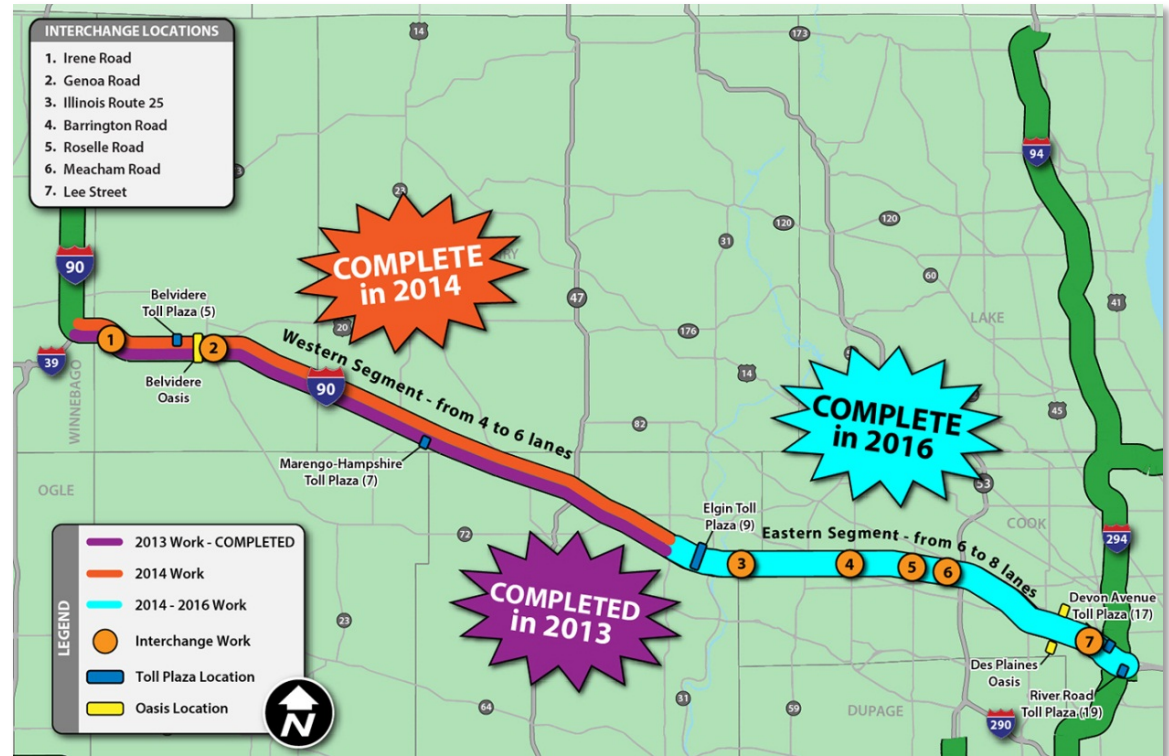 INTERCHANGE LOCATIONS
1. Irene Road
2. Genoa Road
3. Illinois Route 25
4. Barrington Road
5. Roselle Road
6. Meacham Road
7. Lee Street
14
173
94
23
120
120
31
60
41
47
90
COMPLETE
in 2014
LAKE
176
20
Belvidere
Toll Plaza (5)
1
2
39
WINNEBAGO
Belvidere
Oasis
Western Segment - from 4 to 6 lanes
90
14
COMPLETE
in 2016
45
82
Marengo-Hampshire
Toll Plaza (7)
OGLE
53
Elgin Toll
Plaza (9)
COOK
Eastern Segment - from 6 to 8 lanes
294
72
3
4
5
6
Devon Avenue
Toll Plaza (17)
7
COMPLETED
in 2013
23
Des Plaines
Oasis
River Road
Toll Plaza (19)
31
64
59
DUPAGE
290
LEGEND
2013 Work - COMPLETED
2014 Work
2014 - 2016 Work
Interchange Work
Toll Plaza Location
Oasis Location
N